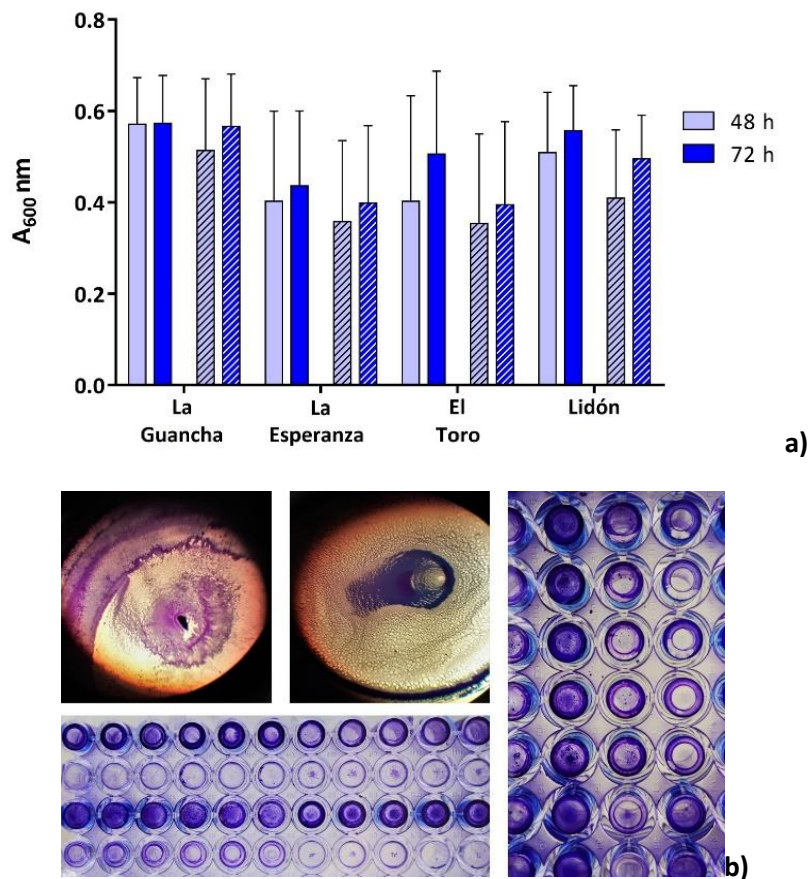 0.8
0.6
0.4
0.2
0.0
A600 nm
48 h
72 h
La
Guancha
La
Esperanza
El
Toro
Lidón
a)
b)